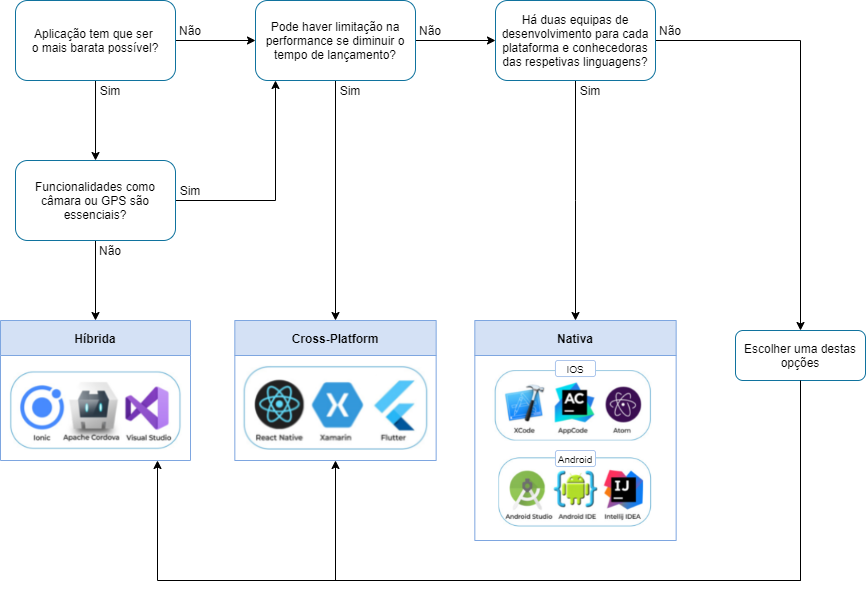 Aplicação tem que ser
o mais barata possível?
Não
Pode haver limitação na
performance se diminuir o
tempo de lançamento?
Não
Há duas equipas de
desenvolvimento para cada
plataforma e conhecedoras
das respetivas linguagens?
Não
Sim
Sim
Sim
Funcionalidades como
câmara ou GPS são
essenciais?
Sim
Não
Híbrida
Ionic
Apache Cordova
Visual Studio
Cross-Platform
React Native
Xamarin
Flutter
Nativa
IOS
AC
XCode
AppCode
Atom
Android
IJ
Android Studio
Android IDE
Intellij IDEA
Escolher uma destas
opções